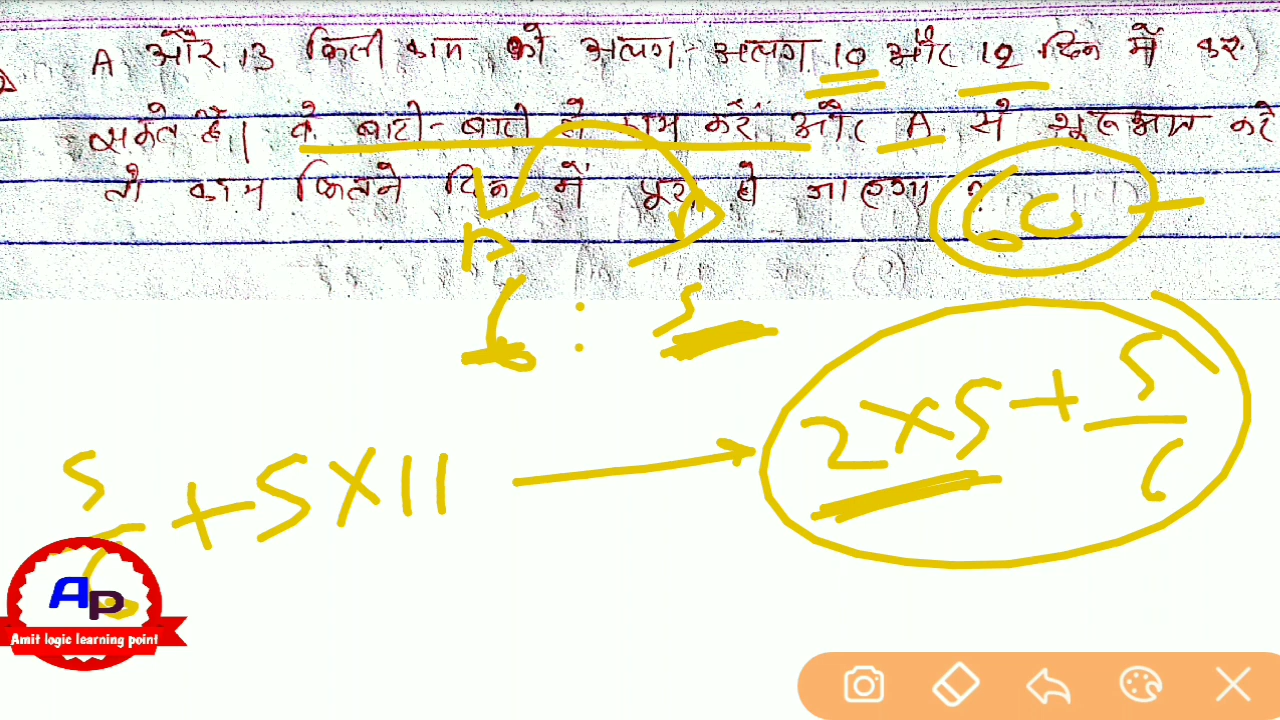 A और B किसी काम को अलग-अलग 10 और 12 दिन में कर
सकते हैं। वे बारी-बारी से काम करें और A से शुरूआत करे
तो काम कितने दिन में पूरा हो जाएगा ?
60
6 : 5
5/6 + 5×11
2×5+5/6
AP
Amit logic learning point